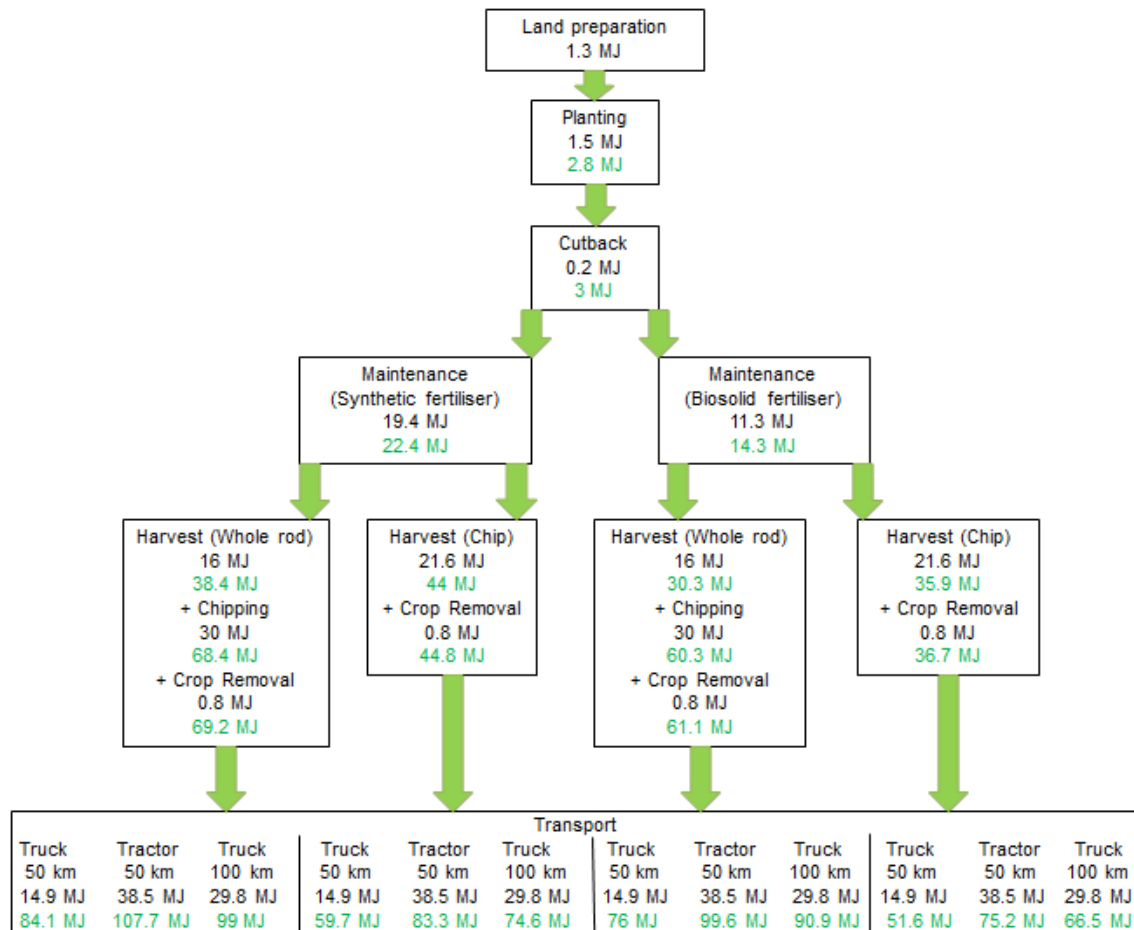 Land preparation
1.3 MJ
Planting
1.5 MJ
2.8 MJ
Cutback
0.2 MJ
3 MJ
Maintenance
(Synthetic fertiliser)
19.4 MJ
22.4 MJ
Maintenance
(Biosolid fertiliser)
11.3 MJ
14.3 MJ
Harvest (Whole rod)
16 MJ
38.4 MJ
+ Chipping
30 MJ
68.4 MJ
+ Crop Removal
0.8 MJ
69.2 MJ
Harvest (Chip)
21.6 MJ
44 MJ
+ Crop Removal
0.8 MJ
44.8 MJ
Harvest (Whole rod)
16 MJ
30.3 MJ
+ Chipping
30 MJ
60.3 MJ
+ Crop Removal
0.8 MJ
61.1 MJ
Harvest (Chip)
21.6 MJ
35.9 MJ
+ Crop Removal
0.8 MJ
36.7 MJ
Transport
Truck Tractor Truck Truck Tractor Truck Truck Tractor Truck Truck Tractor Truck
50 km 50 km 100 km 50 km 50 km 100 km 50 km 50 km 100 km 50 km 50 km 100 km
14.9 MJ 38.5 MJ 29.8 MJ 14.9 MJ 38.5 MJ 29.8 MJ 14.9 MJ 38.5 MJ 29.8 MJ 14.9 MJ 38.5 MJ 29.8 MJ
84.1 MJ 107.7 MJ 99 MJ 59.7 MJ 83.3 MJ 74.6 MJ 76 MJ 99.6 MJ 90.9 MJ 51.6 MJ 75.2 MJ 66.5 MJ